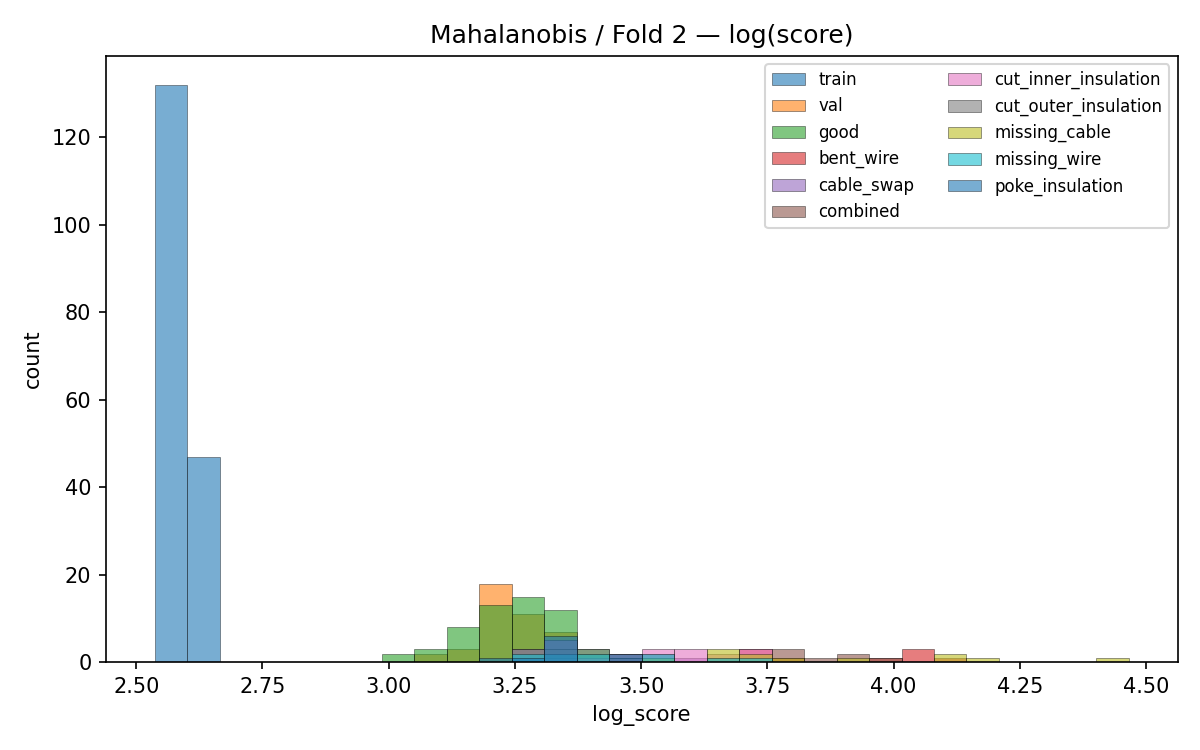 Mahalanobis / Fold 2 — log(score)
train
val
good
bent_wire
cable_swap
combined
cut_inner_insulation
cut_outer_insulation
missing_cable
missing_wire
poke_insulation
count
120
100
80
60
40
20
0
2.50 2.75 3.00 3.25 3.50 3.75 4.00 4.25 4.50
log_score